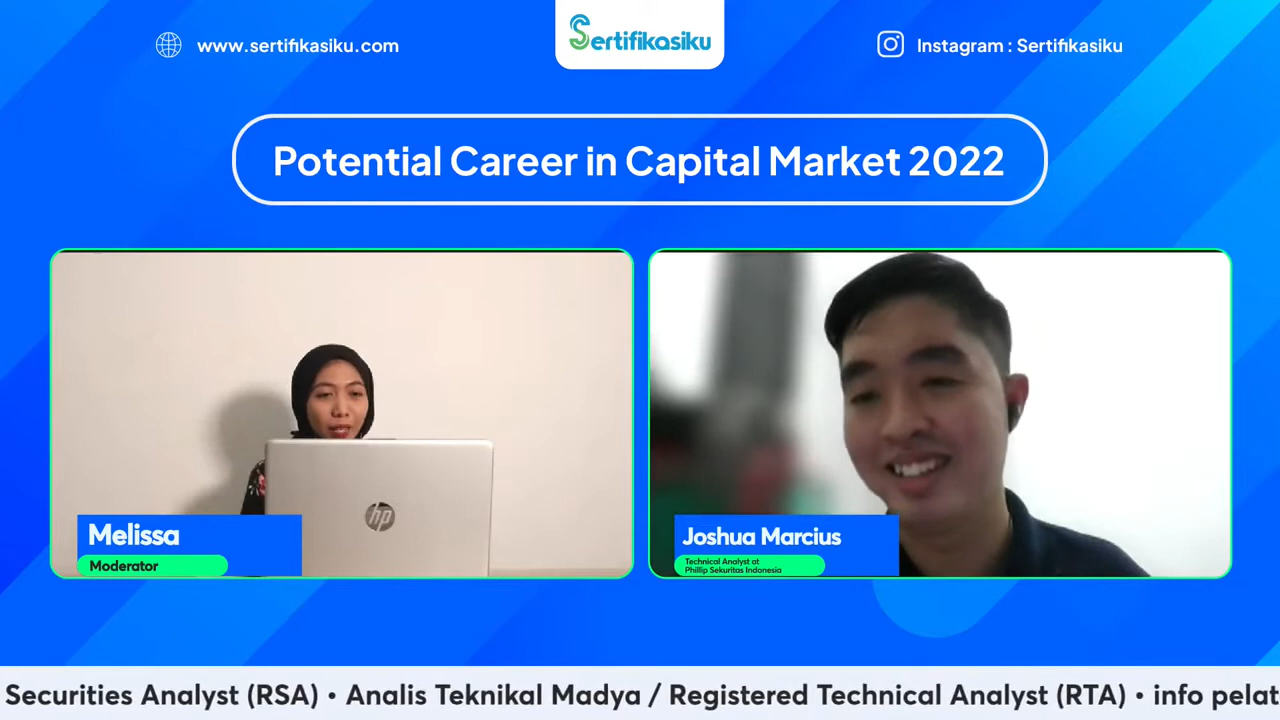 www.sertifikasiku.com
Sertifikasiku
Instagram : Sertifikasiku
Potential Career in Capital Market 2022
hp
Melissa
Moderator
Joshua Marcius
Technical Analyst at
Phillip Sekuritas Indonesia
Securities Analyst (RSA) • Analis Teknikal Madya / Registered Technical Analyst (RTA) • info pelat